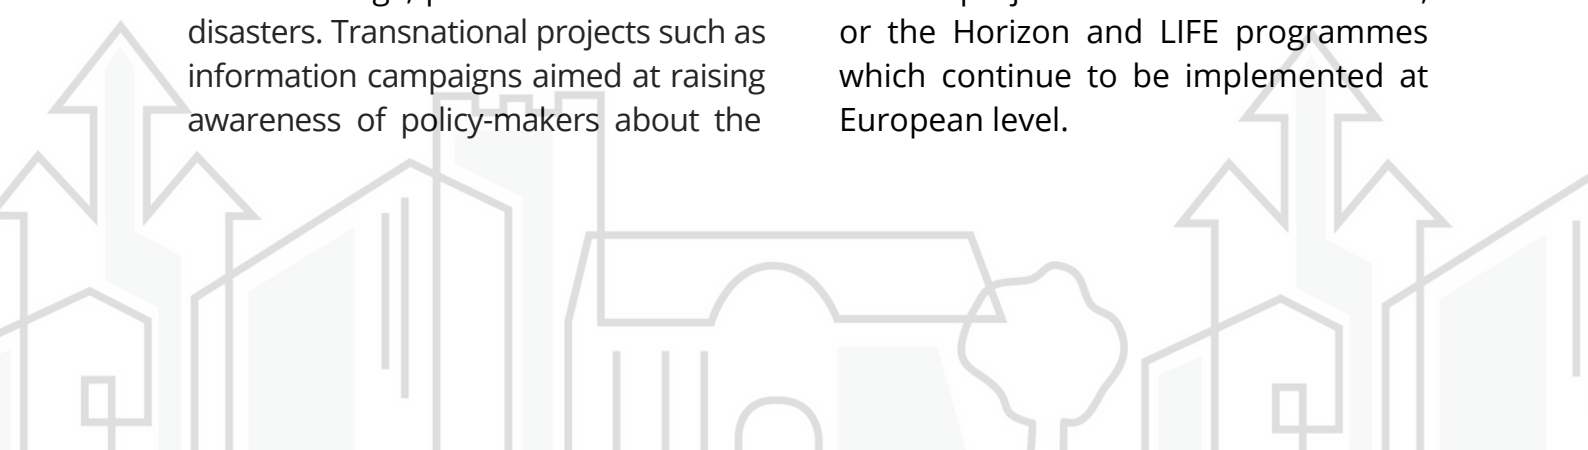 disasters. Transnational projects such as
information campaigns aimed at raising
awareness of policy-makers about the
or the Horizon and LIFE programmes
which continue to be implemented at
European level.